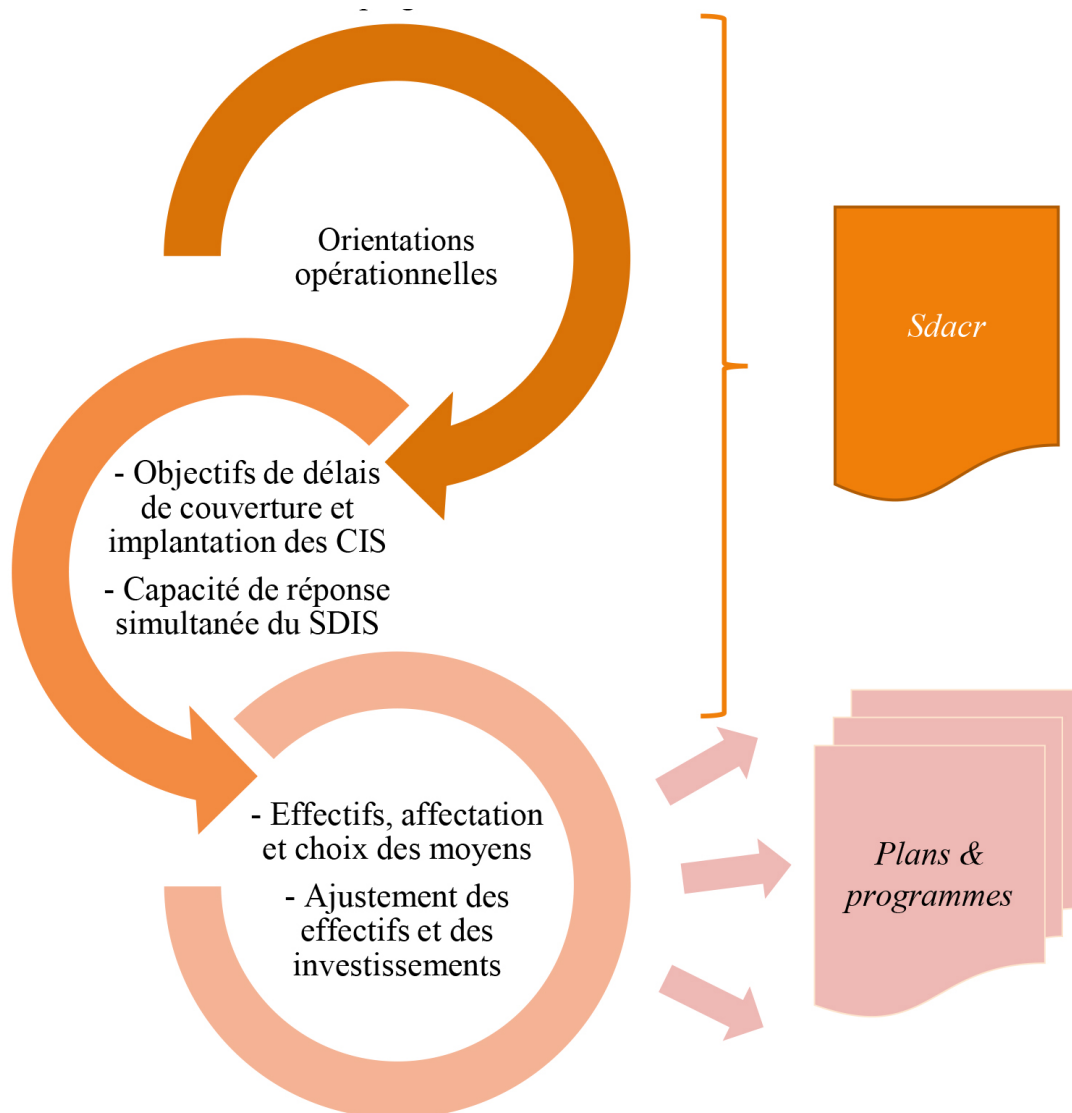 Orientations
opérationnelles
Sdacr
- Objectifs de délais
de couverture et
implantation des CIS
- Capacité de réponse
simultanée du SDIS
- Effectifs, affectation
et choix des moyens
- Ajustement des
effectifs et des
investissements
Plans &
programmes